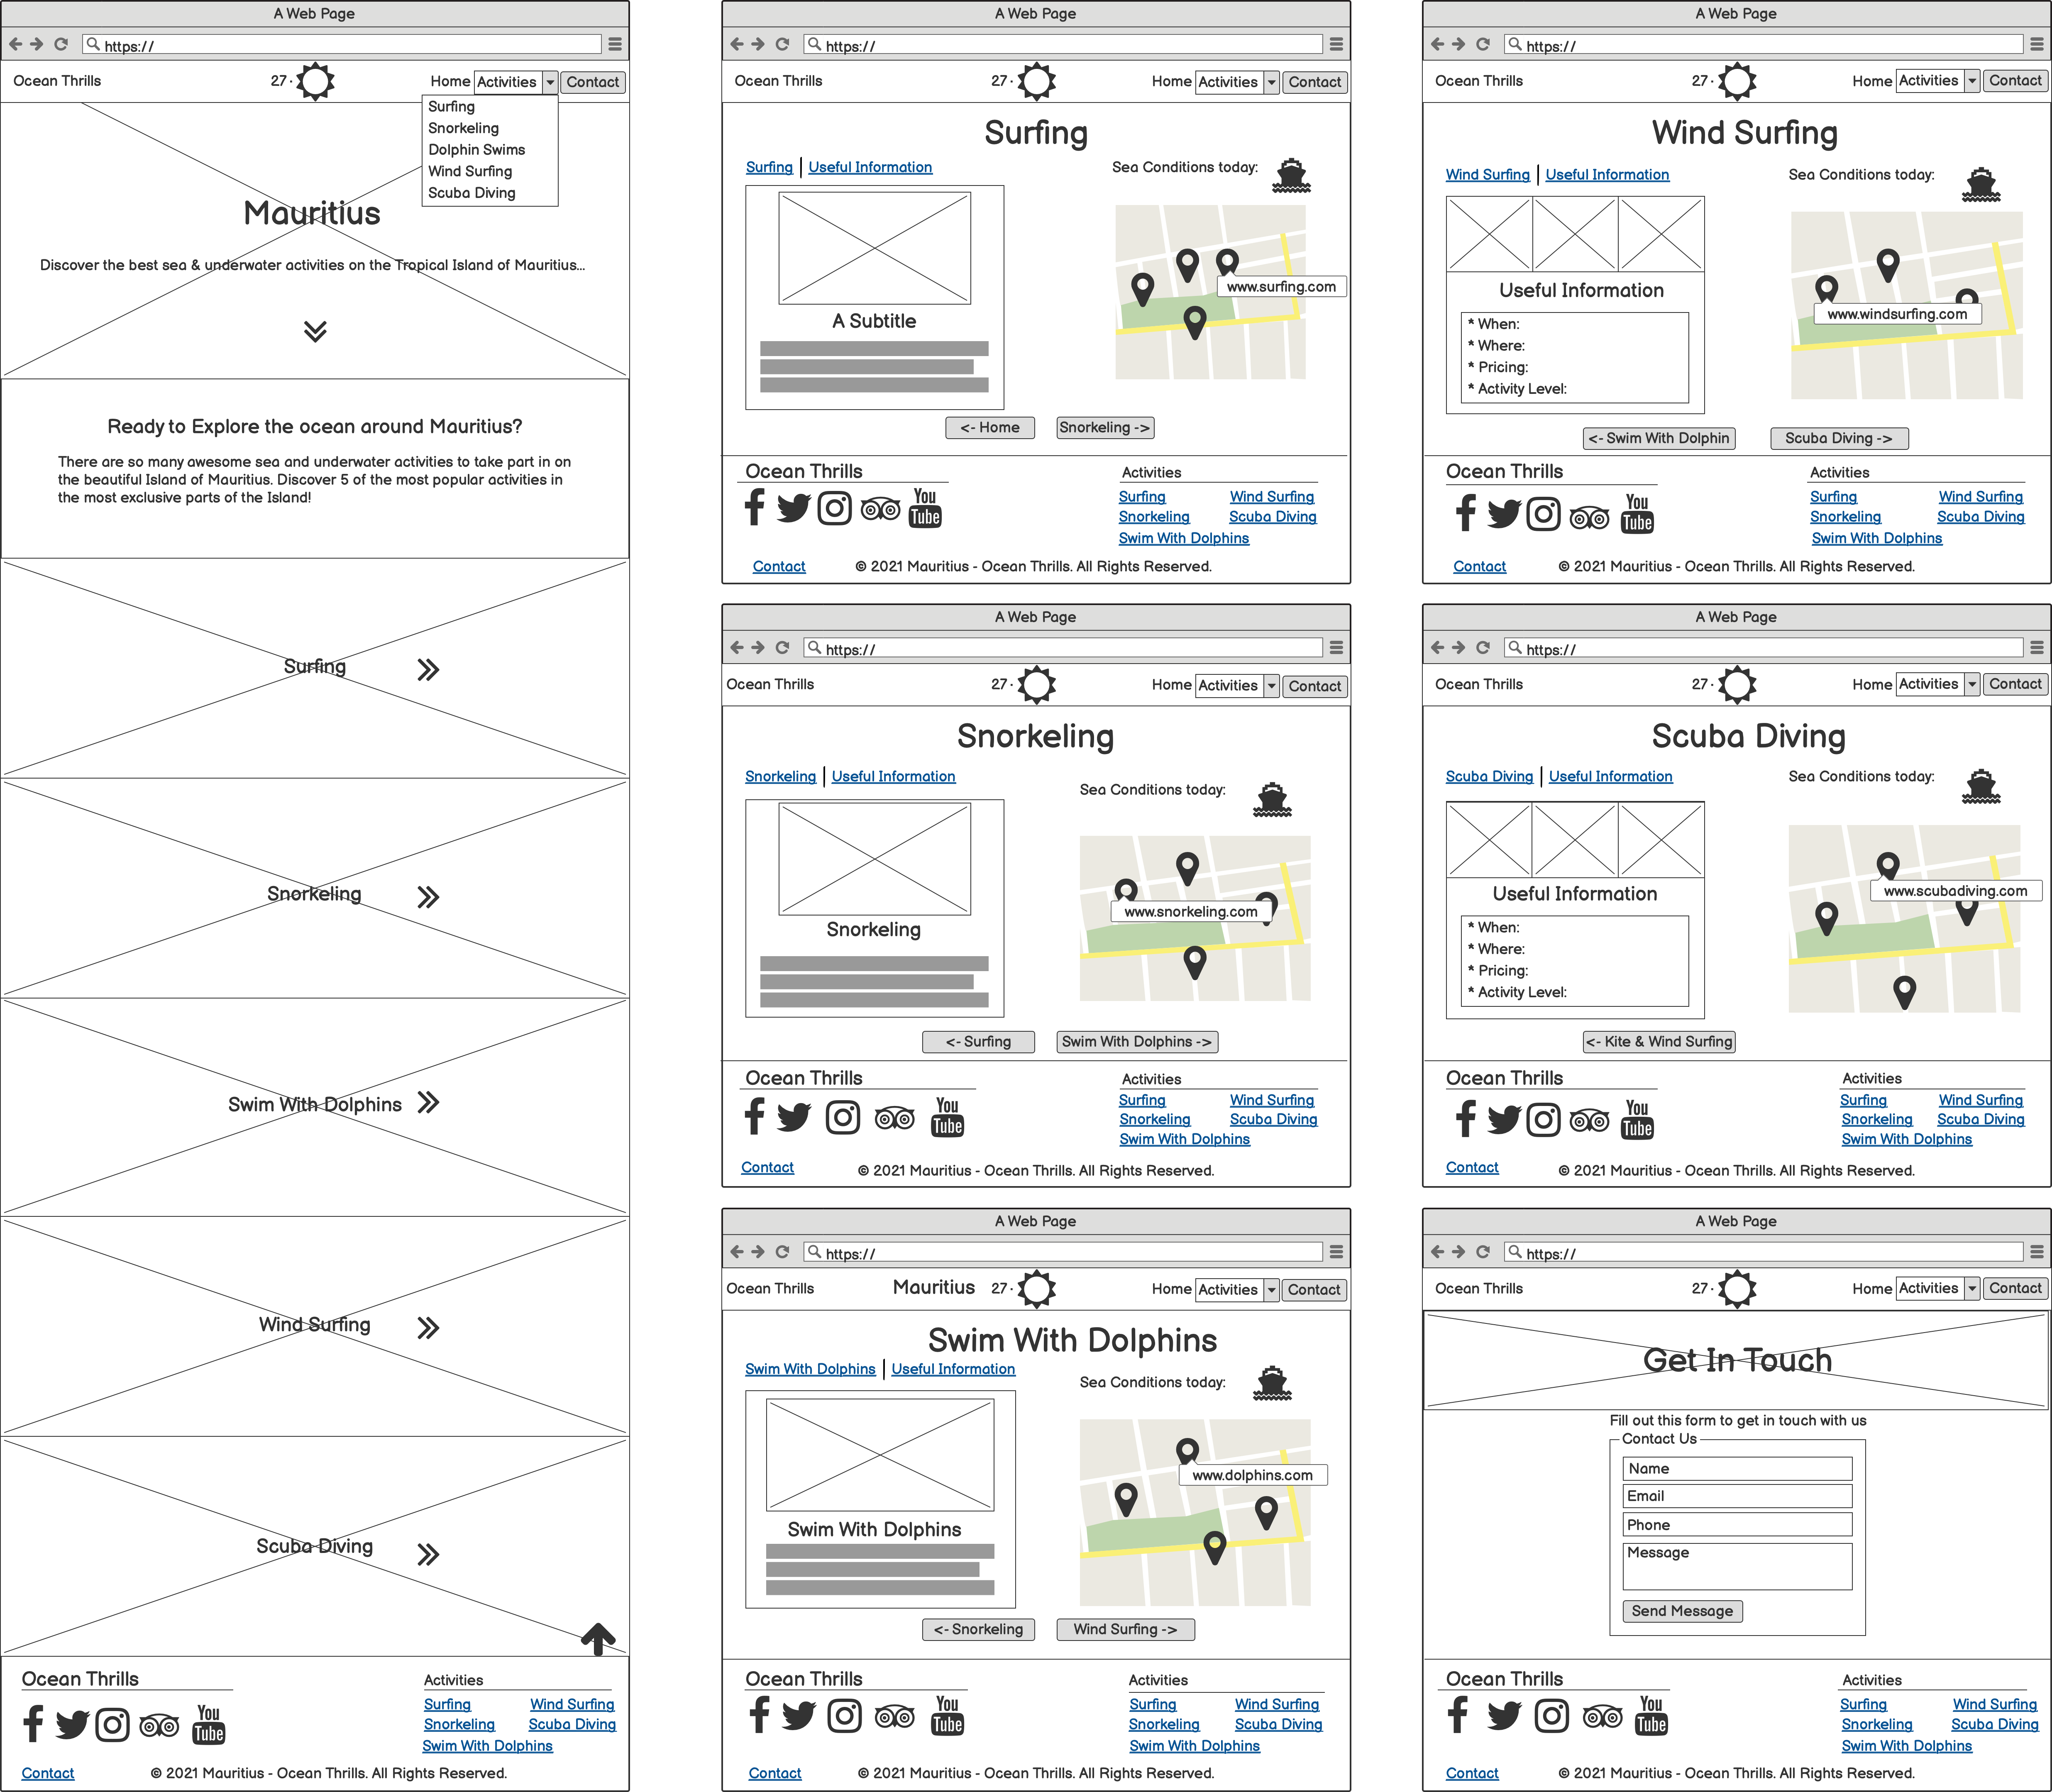 A Web Page
https://
Ocean Thrills 27 · Home Activities Contact
Surfing
Snorkeling
Dolphin Swims
Wind Surfing
Scuba Diving
Mauritius
Discover the best sea & underwater activities on the Tropical Island of Mauritius...
Ready to Explore the ocean around Mauritius?
There are so many awesome sea and underwater activities to take part in on
the beautiful Island of Mauritius. Discover 5 of the most popular activities in
the most exclusive parts of the Island!
Surfing
Snorkeling
Swim With Dolphins
Wind Surfing
Scuba Diving
Ocean Thrills Activities
You Tube
Surfing Wind Surfing
Snorkeling Scuba Diving
Swim With Dolphins
Contact © 2021 Mauritius - Ocean Thrills. All Rights Reserved.
A Web Page
https://
Ocean Thrills 27 · Home Activities Contact
Surfing
Surfing | Useful Information Sea Conditions today:
www.surfing.com
A Subtitle
<- Home Snorkeling ->
Ocean Thrills Activities
You Tube
Surfing Wind Surfing
Snorkeling Scuba Diving
Swim With Dolphins
Contact © 2021 Mauritius - Ocean Thrills. All Rights Reserved.
A Web Page
https://
Ocean Thrills 27 · Home Activities Contact
Snorkeling
Snorkeling | Useful Information Sea Conditions today:
www.snorkeling.com
Snorkeling
<- Surfing Swim With Dolphins ->
Ocean Thrills Activities
You Tube
Surfing Wind Surfing
Snorkeling Scuba Diving
Swim With Dolphins
Contact © 2021 Mauritius - Ocean Thrills. All Rights Reserved.
A Web Page
https://
Ocean Thrills Mauritius 27 · Home Activities Contact
Swim With Dolphins
Swim With Dolphins | Useful Information Sea Conditions today:
www.dolphins.com
Swim With Dolphins
<- Snorkeling Wind Surfing ->
Ocean Thrills Activities
You Tube
Surfing Wind Surfing
Snorkeling Scuba Diving
Swim With Dolphins
Contact © 2021 Mauritius - Ocean Thrills. All Rights Reserved.
A Web Page
https://
Ocean Thrills 27 · Home Activities Contact
Wind Surfing
Wind Surfing | Useful Information Sea Conditions today:
www.windsurfing.com
Useful Information
* When:
* Where:
* Pricing:
* Activity Level:
<- Swim With Dolphin Scuba Diving ->
Ocean Thrills Activities
You Tube
Surfing Wind Surfing
Snorkeling Scuba Diving
Swim With Dolphins
Contact © 2021 Mauritius - Ocean Thrills. All Rights Reserved.
A Web Page
https://
Ocean Thrills 27 · Home Activities Contact
Scuba Diving
Scuba Diving | Useful Information Sea Conditions today:
www.scubadiving.com
Useful Information
* When:
* Where:
* Pricing:
* Activity Level:
<- Kite & Wind Surfing
Ocean Thrills Activities
You Tube
Surfing Wind Surfing
Snorkeling Scuba Diving
Swim With Dolphins
Contact © 2021 Mauritius - Ocean Thrills. All Rights Reserved.
A Web Page
https://
Ocean Thrills 27 · Home Activities Contact
Get In Touch
Fill out this form to get in touch with us
Contact Us
Name
Email
Phone
Message
Send Message
Ocean Thrills Activities
You Tube
Surfing Wind Surfing
Snorkeling Scuba Diving
Swim With Dolphins
Contact © 2021 Mauritius - Ocean Thrills. All Rights Reserved.